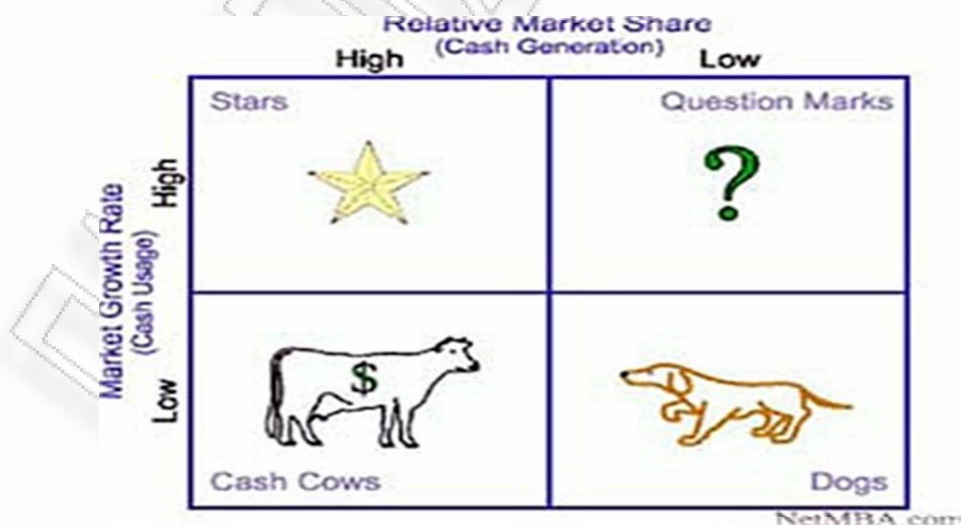 Relative Market Share
(Cash Generation)
High
Low
Stars
Question Marks
?
Market Growth Rate
(Cash Usage)
High
Low
$
Cash Cows
Dogs
NetMBA.com